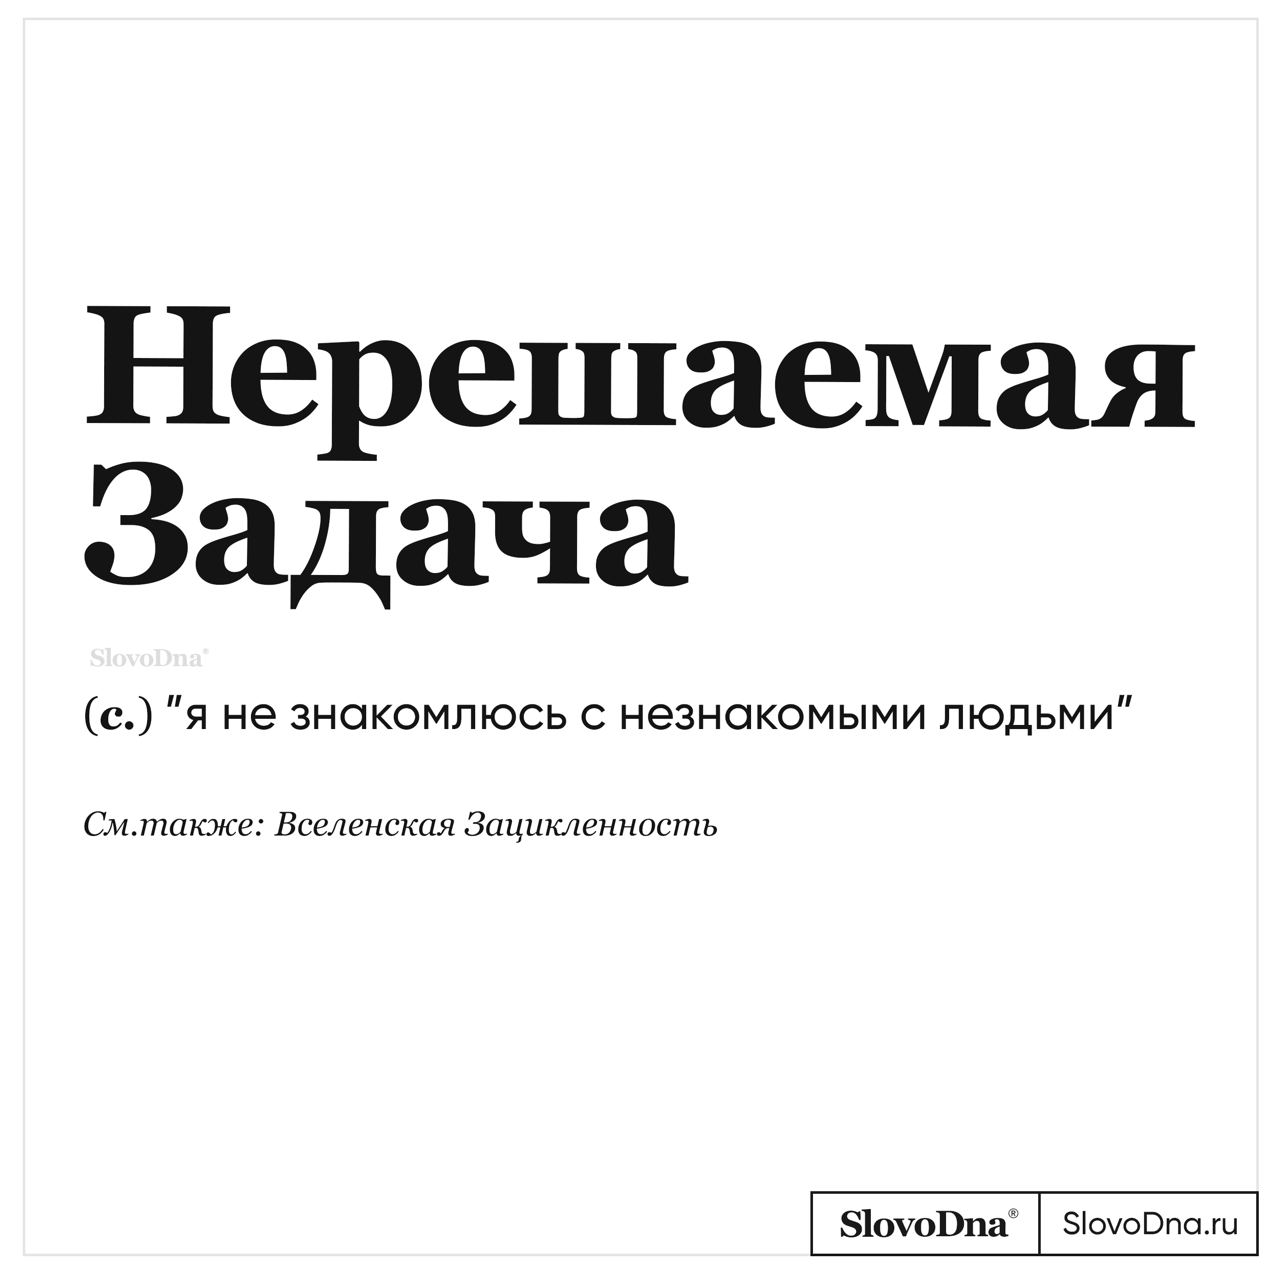 Нерешаемая
Задача
SlovoDna®
(с.) "я не знакомлюсь с незнакомыми людьми"
См.также: Вселенская Зацикленность
SlovoDna® SlovoDna.ru